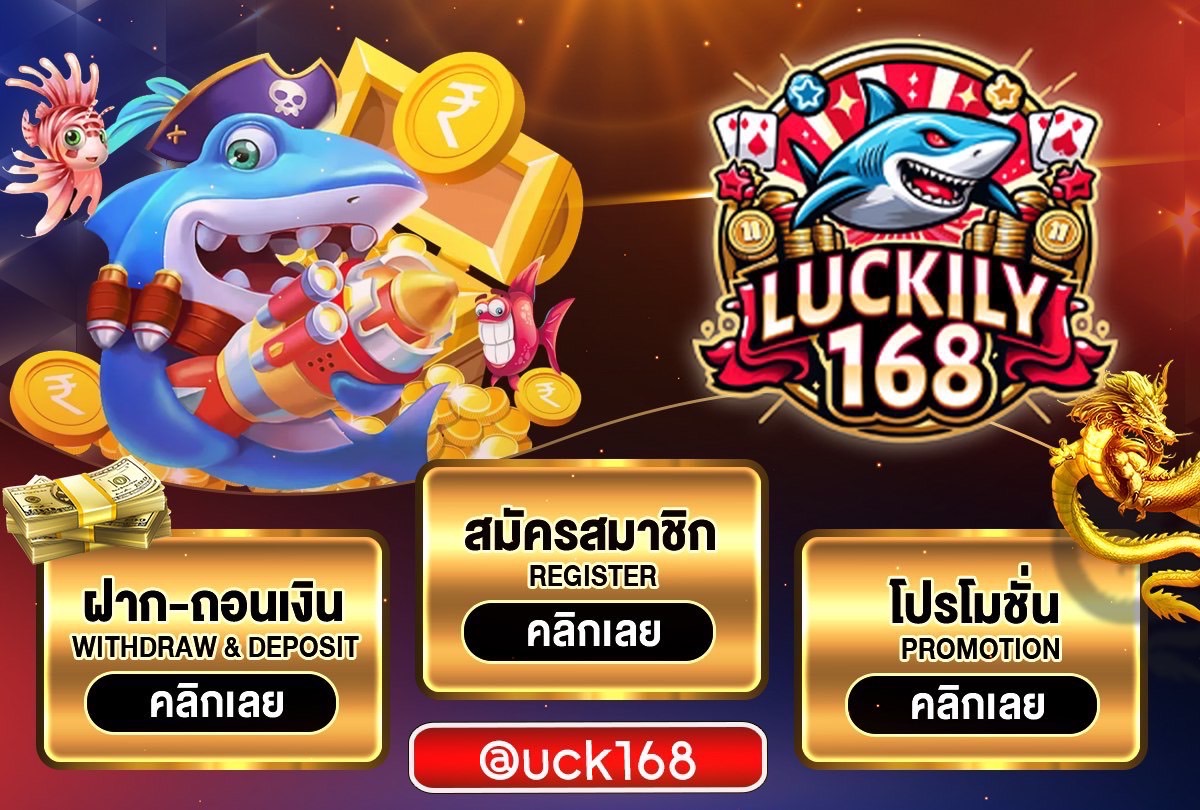 LUCKILY
168
ฝาก-ถอนเงิน
WITHDRAW & DEPOSIT
คลิกเลย
สมัครสมาชิก
REGISTER
คลิกเลย
โปรโมชั่น
PROMOTION
คลิกเลย
@uck168